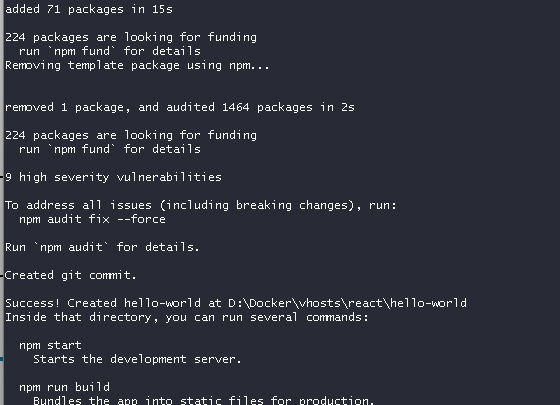 added 71 packages in 15s
224 packages are looking for funding
run `npm fund` for details
Removing template package using npm...
removed 1 package, and audited 1464 packages in 2s
224 packages are looking for funding
run `npm fund` for details
9 high severity vulnerabilities
To address all issues (including breaking changes), run:
npm audit fix --force
Run `npm audit` for details.
Created git commit.
Success! Created hello-world at D:\Docker\vhosts\react\hello-world
Inside that directory, you can run several commands:
npm start
Starts the development server.
npm run build
Bundles the app into static files for production.